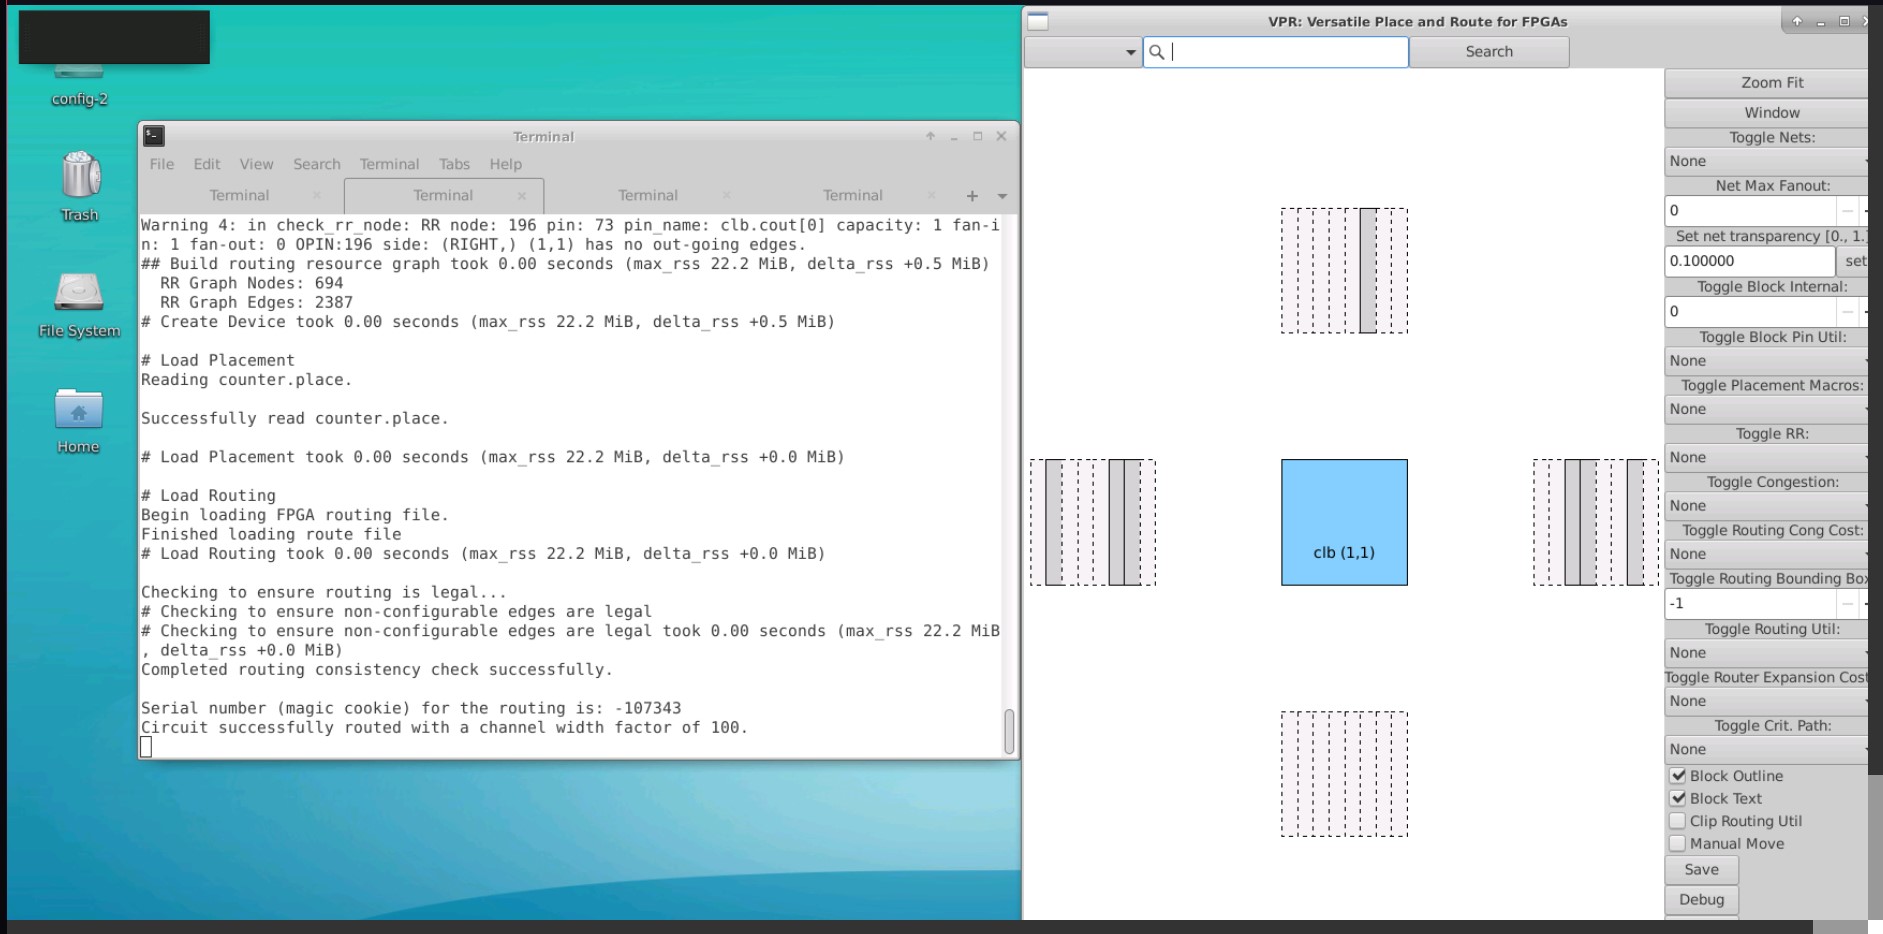 config-2
Trash
File System
Home
Terminal
File Edit View Search Terminal Tabs Help
Terminal Terminal Terminal Terminal
Warning 4: in check_rr_node: RR node: 196 pin: 73 pin_name: clb.cout[0] capacity: 1 fan-i
n: 1 fan-out: 0 OPIN:196 side: (RIGHT,) (1,1) has no out-going edges.
## Build routing resource graph took 0.00 seconds (max_rss 22.2 MiB, delta_rss +0.5 MiB)
RR Graph Nodes: 694
RR Graph Edges: 2387
# Create Device took 0.00 seconds (max_rss 22.2 MiB, delta_rss +0.5 MiB)
# Load Placement
Reading counter.place.
Successfully read counter.place.
# Load Placement took 0.00 seconds (max_rss 22.2 MiB, delta_rss +0.0 MiB)
# Load Routing
Begin loading FPGA routing file.
Finished loading route file
# Load Routing took 0.00 seconds (max_rss 22.2 MiB, delta_rss +0.0 MiB)
Checking to ensure routing is legal...
# Checking to ensure non-configurable edges are legal
# Checking to ensure non-configurable edges are legal took 0.00 seconds (max_rss 22.2 MiB
, delta_rss +0.0 MiB)
Completed routing consistency check successfully.
Serial number (magic cookie) for the routing is: -107343
Circuit successfully routed with a channel width factor of 100.
VPR: Versatile Place and Route for FPGAs
Search
clb (1,1)
Zoom Fit
Window
Toggle Nets:
None
Net Max Fanout:
0
Set net transparency [0., 1.
0.100000 set
Toggle Block Internal:
0
Toggle Block Pin Util:
None
Toggle Placement Macros:
None
Toggle RR:
None
Toggle Congestion:
None
Toggle Routing Cong Cost:
None
Toggle Routing Bounding Box
-1
Toggle Routing Util:
None
Toggle Router Expansion Cost
None
Toggle Crit. Path:
None
Block Outline
Block Text
Clip Routing Util
Manual Move
Save
Debug